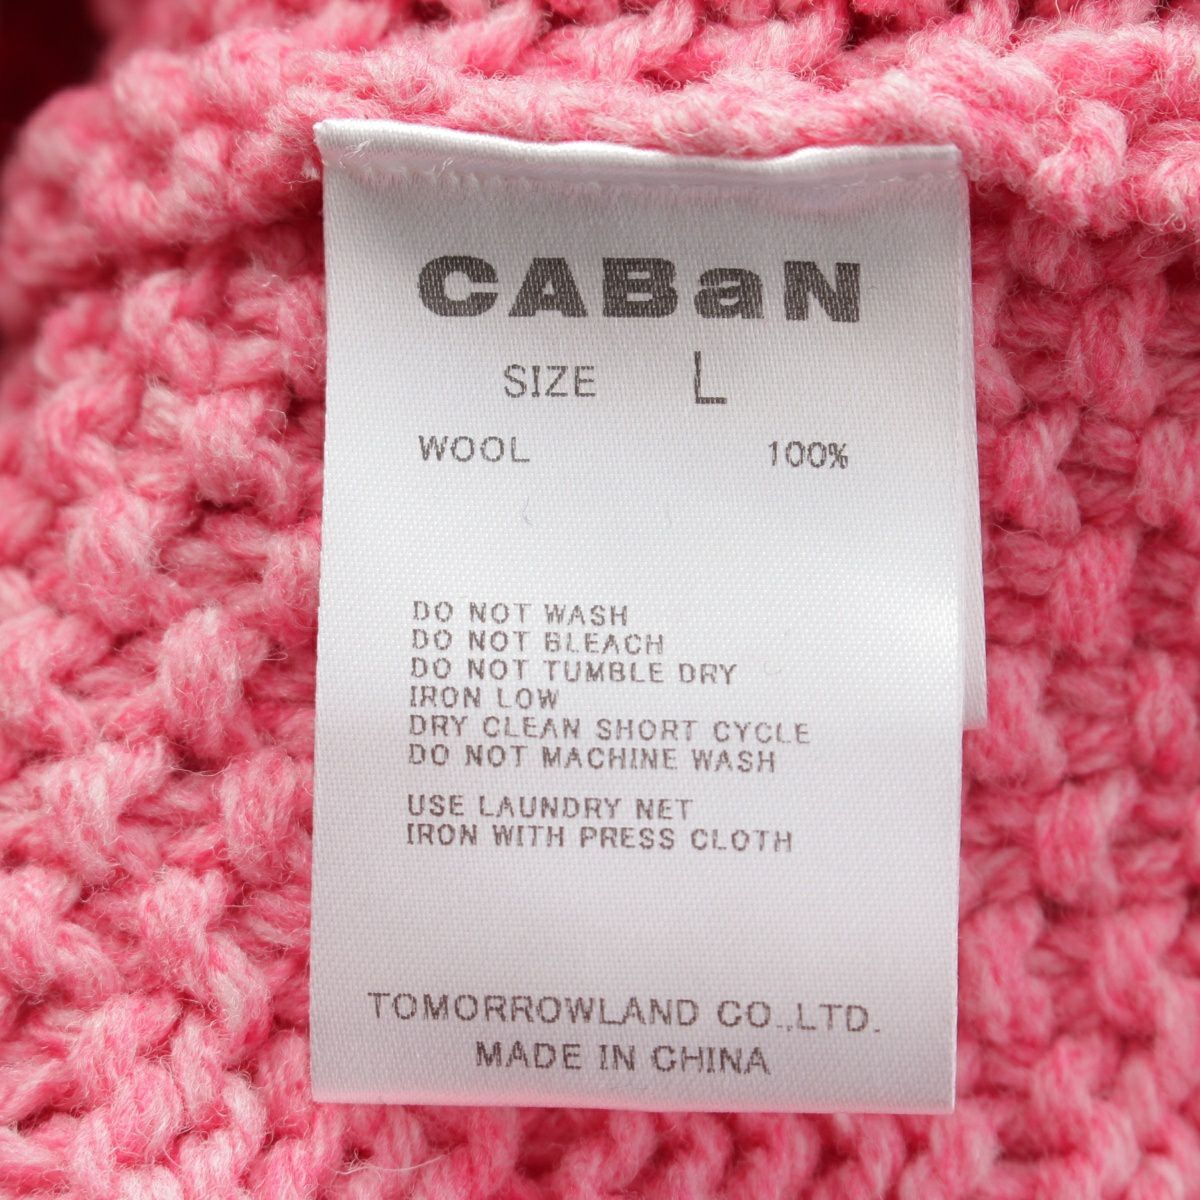 CABaN
SIZE L
WOOL 100%
DO NOT WASH
DO NOT BLEACH
DO NOT TUMBLE DRY
IRON LOW
DRY CLEAN SHORT CYCLE
DO NOT MACHINE WASH
USE LAUNDRY NET
IRON WITH PRESS CLOTH
TOMORROWLAND CO.,LTD.
MADE IN CHINA